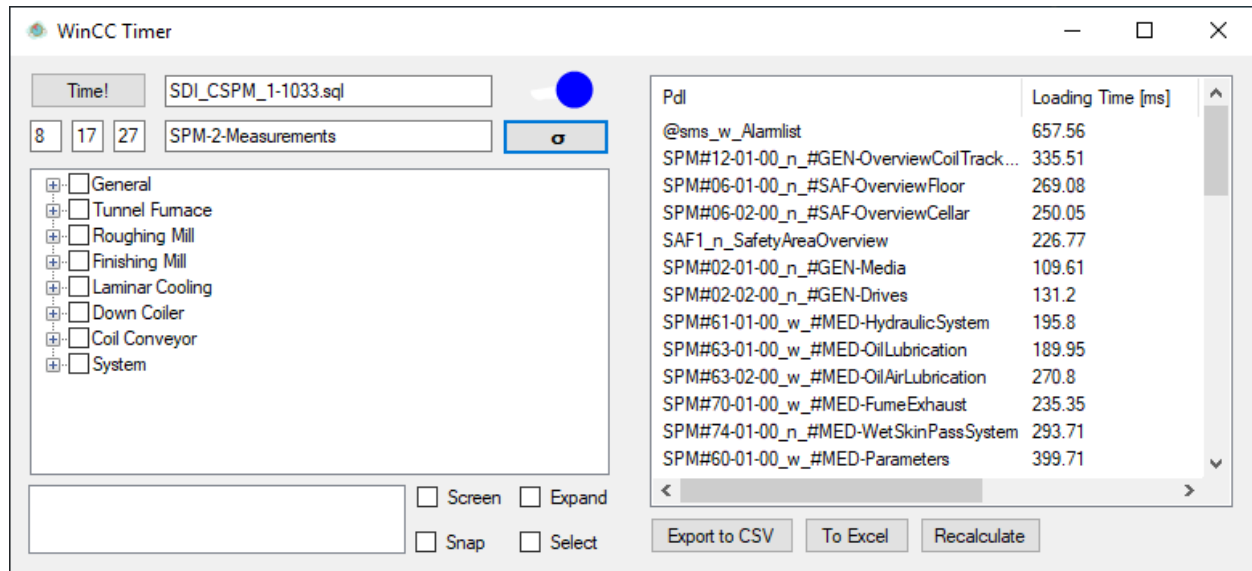 WinCC Timer
Time!
SDI_CSPM_1-1033.sql
8
17
27
SPM-2-Measurements
σ
General
Tunnel Furnace
Roughing Mill
Finishing Mill
Laminar Cooling
Down Coiler
Coil Conveyor
System
Screen
Expand
Snap
Select
Pdl Loading Time [ms]
@sms_w_Alarmlist 657.56
SPM#12-01-00_n_#GEN-OverviewCoilTrack... 335.51
SPM#06-01-00_n_#SAF-OverviewFloor 269.08
SPM#06-02-00_n_#SAF-OverviewCellar 250.05
SAF1_n_SafetyAreaOverview 226.77
SPM#02-01-00_n_#GEN-Media 109.61
SPM#02-02-00_n_#GEN-Drives 131.2
SPM#61-01-00_w_#MED-HydraulicSystem 195.8
SPM#63-01-00_w_#MED-OilLubrication 189.95
SPM#63-02-00_w_#MED-OilAirLubrication 270.8
SPM#70-01-00_w_#MED-FumeExhaust 235.35
SPM#74-01-00_n_#MED-WetSkinPassSystem 293.71
SPM#60-01-00_w_#MED-Parameters 399.71
Export to CSV
To Excel
Recalculate